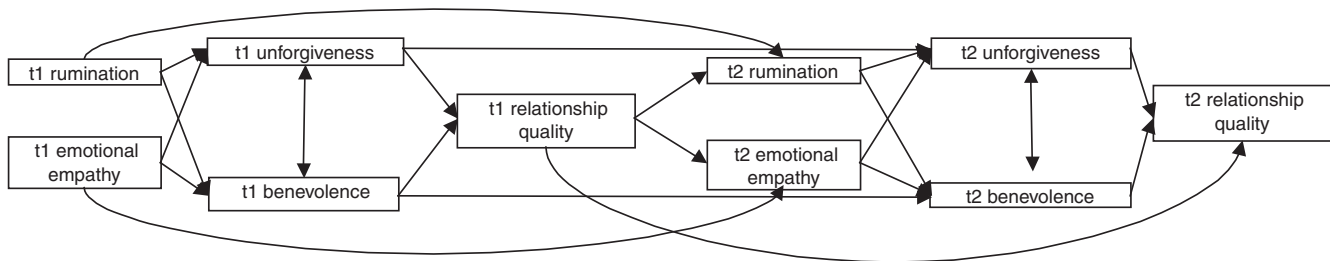 t1 rumination
t1 emotional
empathy
t1 unforgiveness
t1 benevolence
t1 relationship
quality
t2 rumination
t2 emotional
empathy
t2 unforgiveness
t2 benevolence
t2 relationship
quality